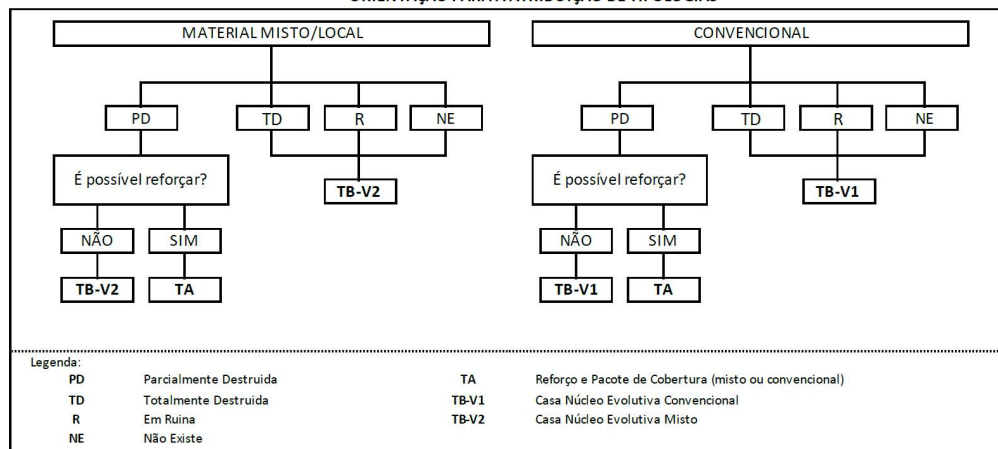 MATERIAL MISTO/LOCAL CONVENCIONAL
PD TD R NE PD TD R NE
É possível reforçar? TB-V2 É possível reforçar? TB-V1
NÃO SIM NÃO SIM
TB-V2 TA TB-V1 TA
Legenda:
PD Parcialmente Destruida TA Reforço e Pacote de Cobertura (misto ou convencional)
TD Totalmente Destruida TB-V1 Casa Núcleo Evolutiva Convencional
R Em Ruina TB-V2 Casa Núcleo Evolutiva Misto
NE Não Existe